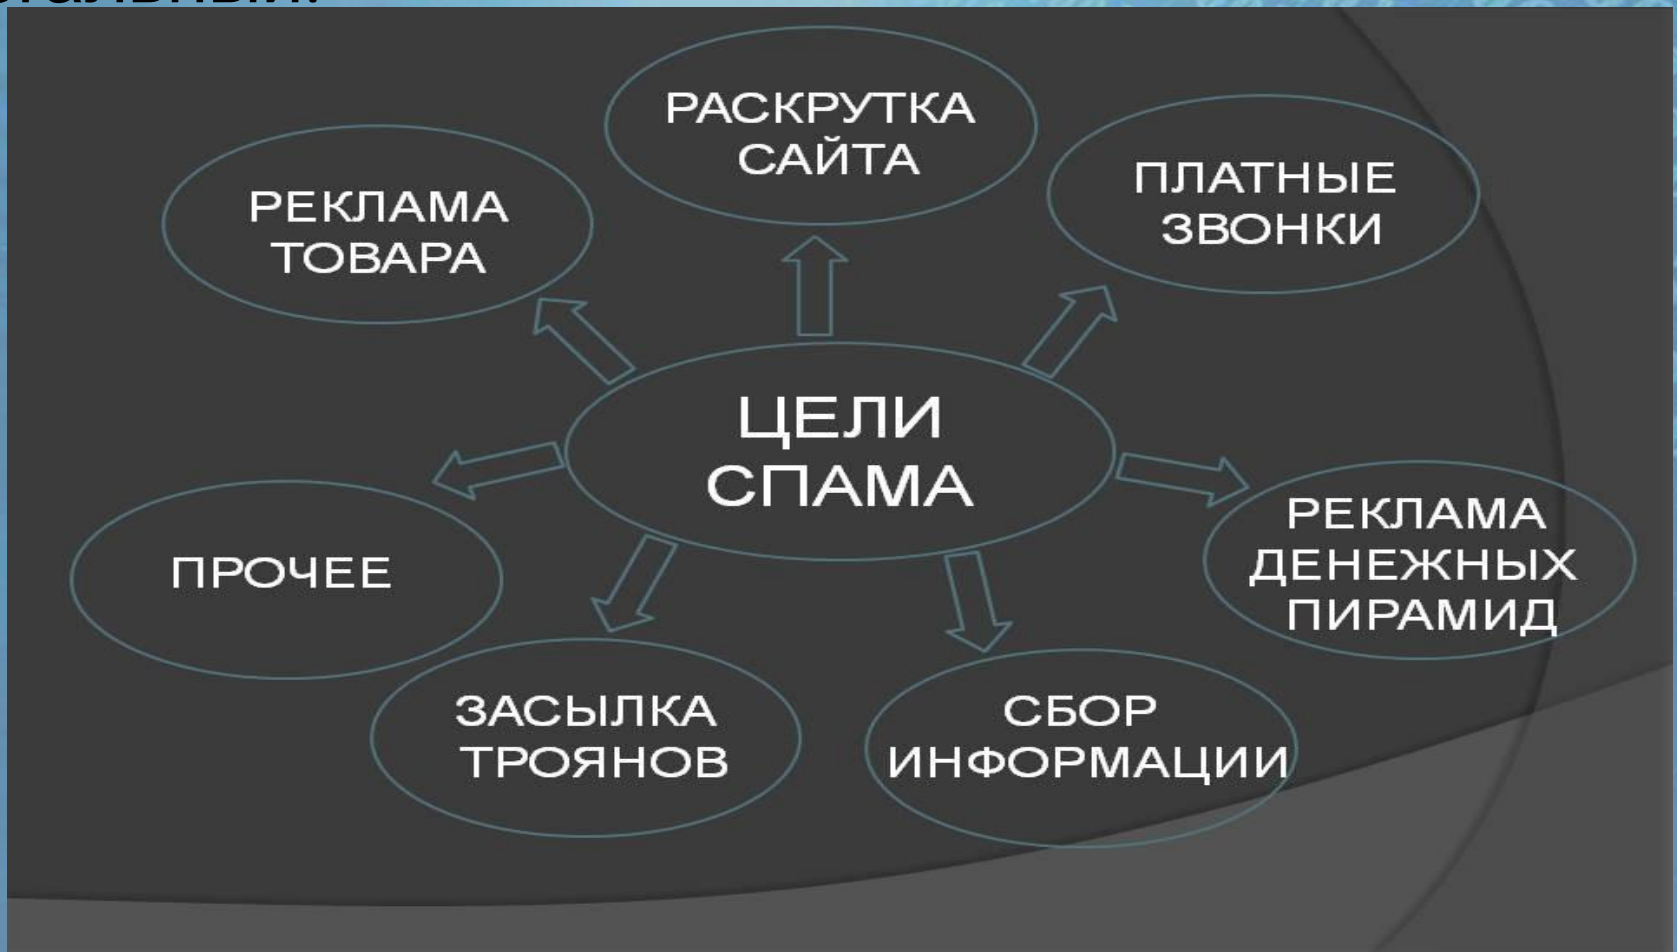 РАСКРУТКА
САЙТА
ПЛАТНЫЕ
ЗВОНКИ
РЕКЛАМА
ТОВАРА
ЦЕЛИ
СПАМА
РЕКЛАМА
ДЕНЕЖНЫХ
ПИРАМИД
ПРОЧЕЕ
ЗАСЫЛКА
ТРОЯНОВ
СБОР
ИНФОРМАЦИИ